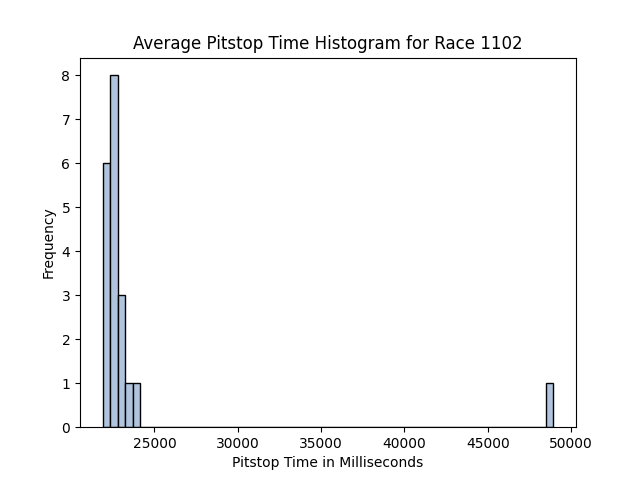 Average Pitstop Time Histogram for Race 1102
8
7
6
5
4
3
2
1
0
Frequency
25000 30000 35000 40000 45000 50000
Pitstop Time in Milliseconds